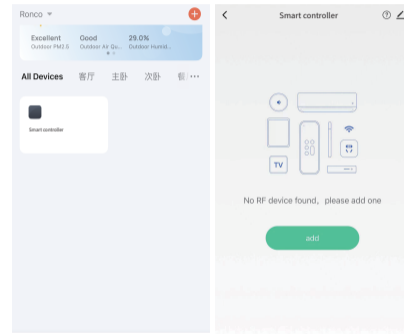 Ronco
Excellent Good 29.0%
Outdoor PM2.5 Outdoor Air Qu... Outdoor Humid...
All Devices 客厅 主卧 次卧
Smart controller
Smart controller
TV
No RF device found, please add one
add